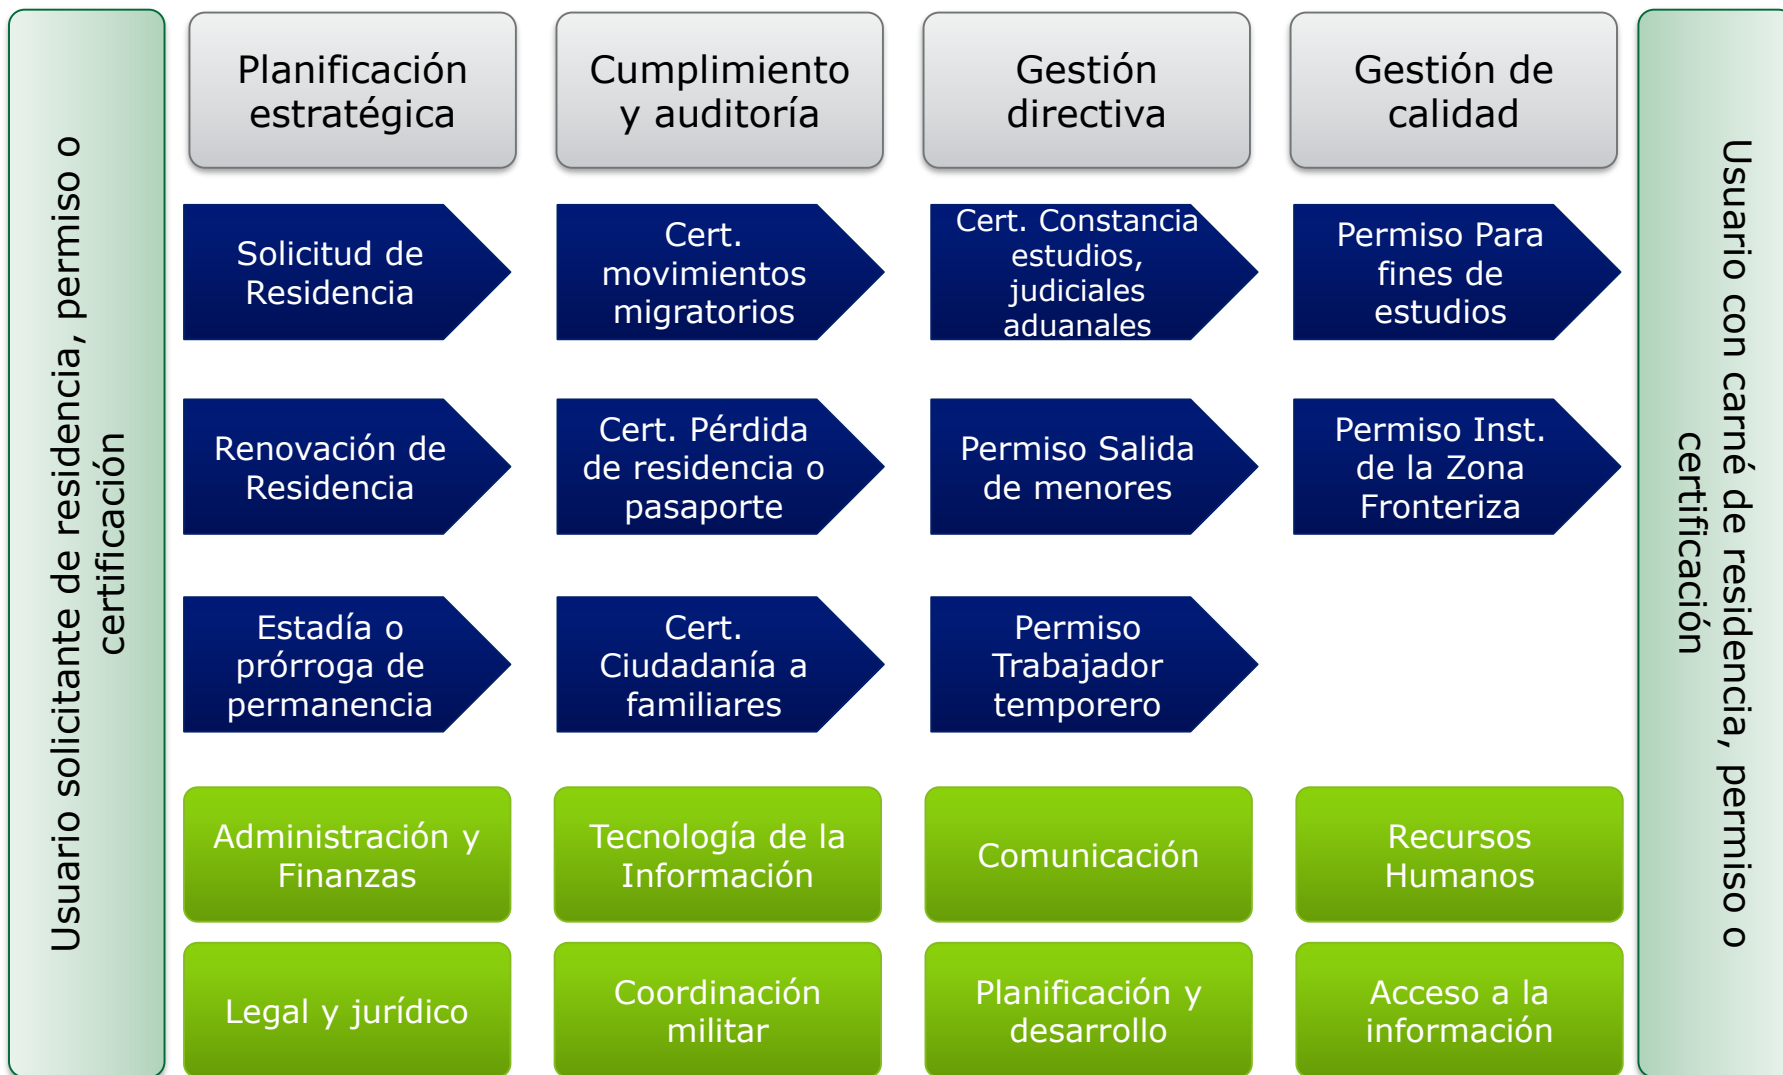 Usuario solicitante de residencia, permiso o
certificación
Planificación
estratégica
Cumplimiento
y auditoría
Gestión
directiva
Gestión de
calidad
Solicitud de
Residencia
Cert.
movimientos
migratorios
Cert. Constancia
estudios,
judiciales
aduanales
Permiso Para
fines de
estudios
Renovación de
Residencia
Cert. Pérdida
de residencia o
pasaporte
Permiso Salida
de menores
Permiso Inst.
de la Zona
Fronteriza
Estadía o
prórroga de
permanencia
Cert.
Ciudadanía a
familiares
Permiso
Trabajador
temporero
Administración y
Finanzas
Tecnología de la
Información
Comunicación
Recursos
Humanos
Legal y jurídico
Coordinación
militar
Planificación y
desarrollo
Acceso a la
información
Usuario con carné de residencia, permiso o
certificación